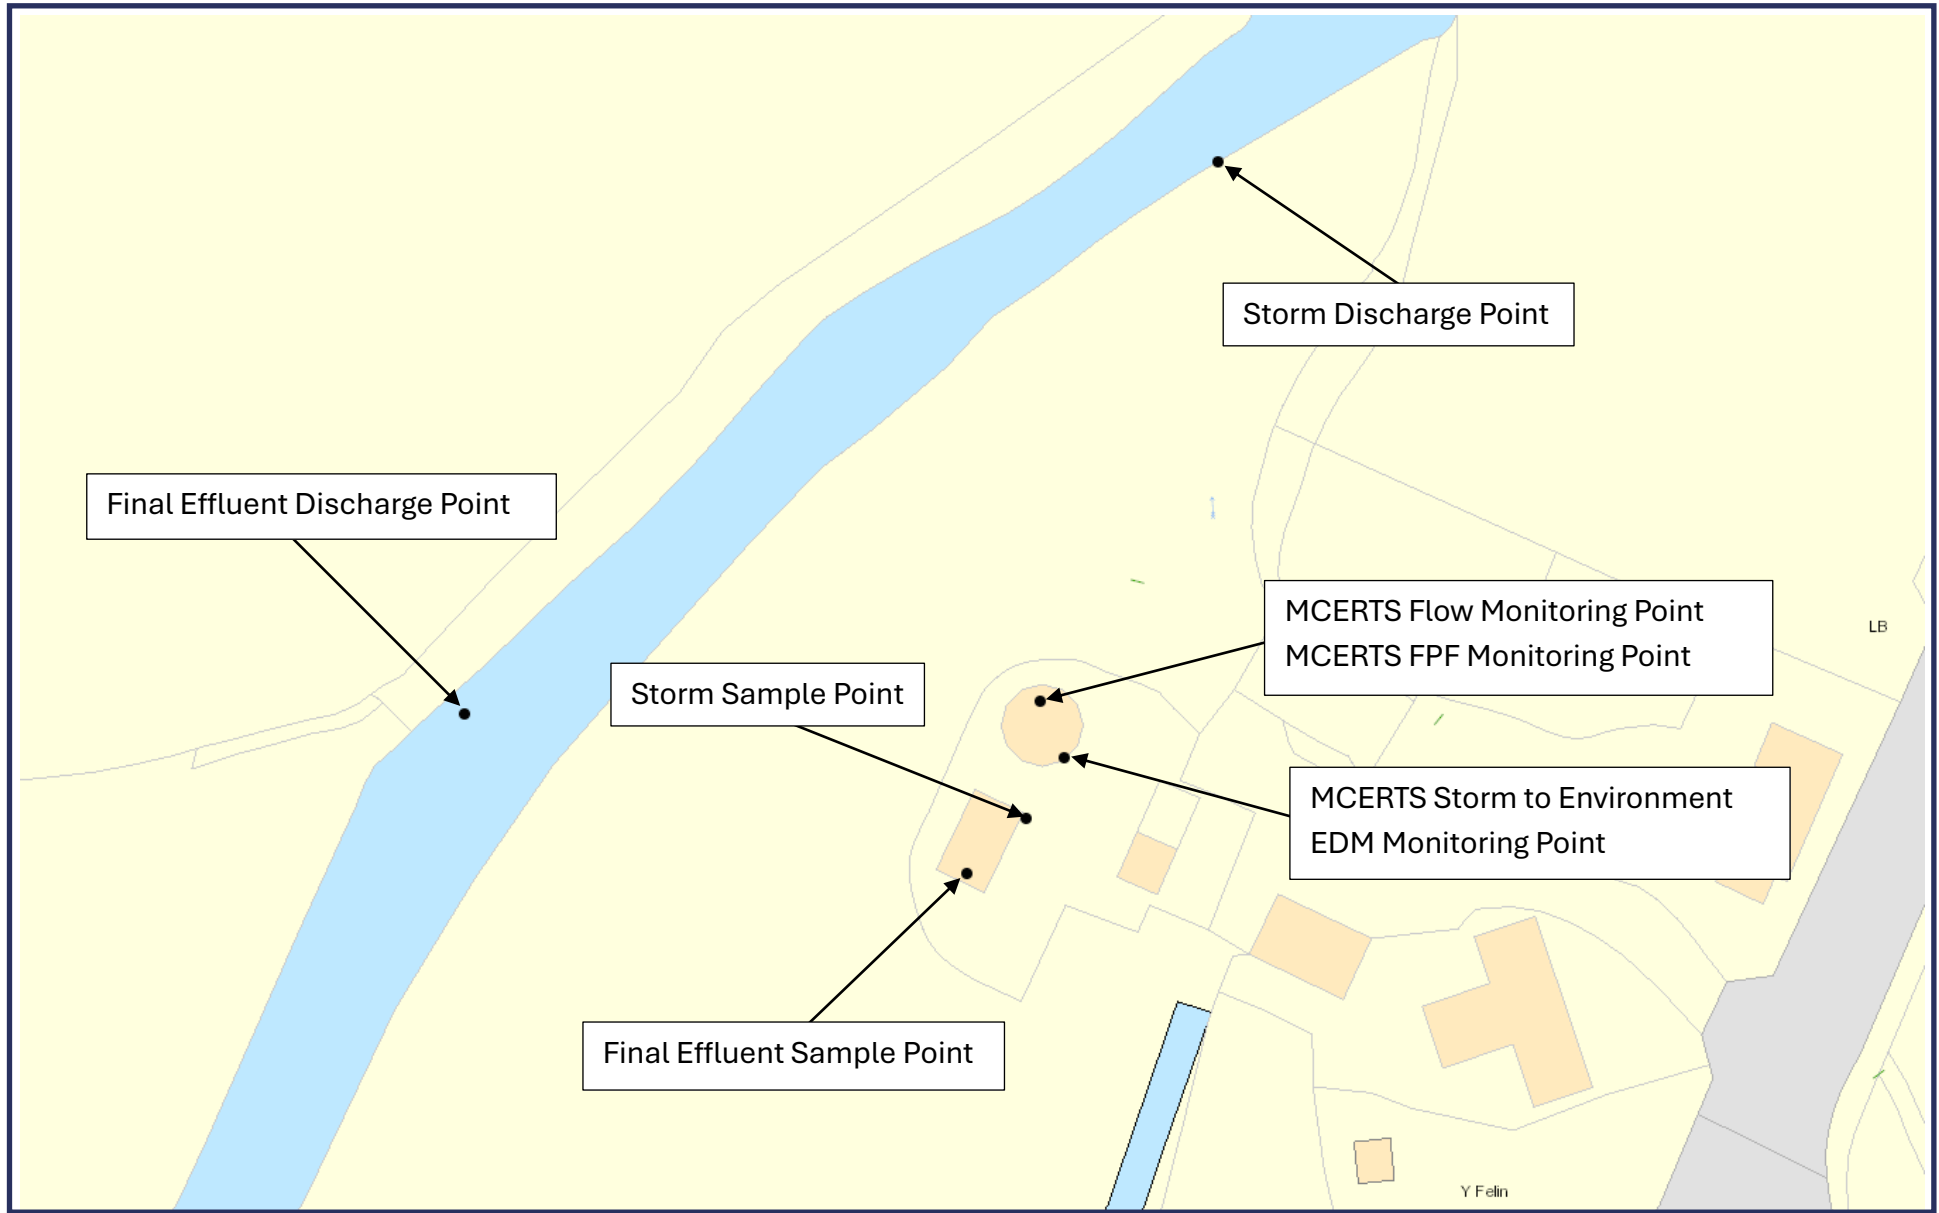 Storm Discharge Point
Final Effluent Discharge Point
MCERTS Flow Monitoring Point
MCERTS FPF Monitoring Point
LB
Storm Sample Point
MCERTS Storm to Environment
EDM Monitoring Point
Final Effluent Sample Point
Y Felin